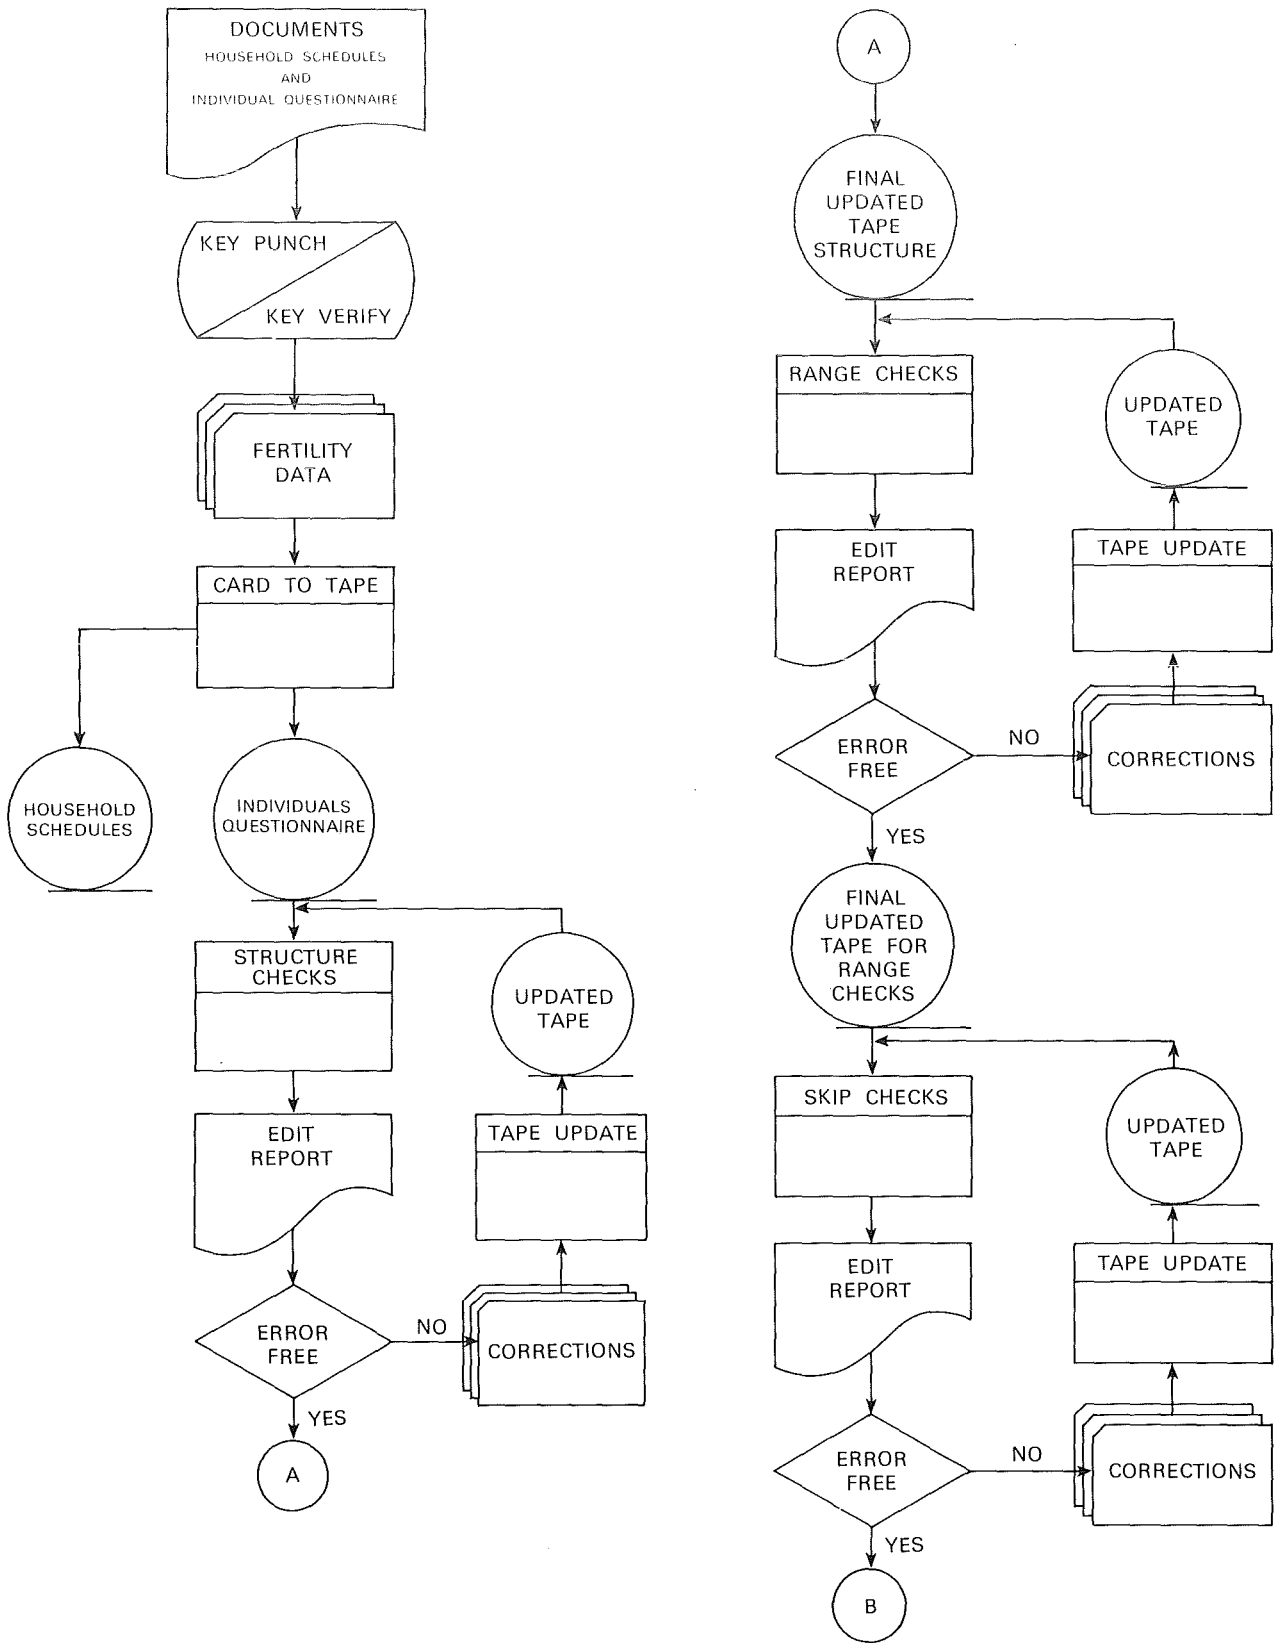 DOCUMENTS
HOUSEHOLD SCHEDULES
AND
INDIVIDUAL QUESTIONNAIRE
KEY PUNCH
KEY VERIFY
FERTILITY
DATA
CARD TO TAPE
HOUSEHOLD
SCHEDULES
INDIVIDUALS
QUESTIONNAIRE
STRUCTURE
CHECKS
UPDATED
TAPE
EDIT
REPORT
TAPE UPDATE
ERROR
FREE
NO
CORRECTIONS
YES
A
A
FINAL
UPDATED
TAPE
STRUCTURE
RANGE CHECKS
UPDATED
TAPE
EDIT
REPORT
TAPE UPDATE
ERROR
FREE
NO
CORRECTIONS
YES
FINAL
UPDATED
TAPE FOR
RANGE
CHECKS
SKIP CHECKS
UPDATED
TAPE
EDIT
REPORT
TAPE UPDATE
ERROR
FREE
NO
CORRECTIONS
YES
B